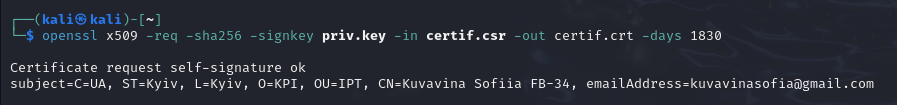 ┌──(kali㉿kali)-[~]
└─$ openssl x509 -req -sha256 -signkey priv.key -in certif.csr -out certif.crt -days 1830
Certificate request self-signature ok
subject=C=UA, ST=Kyiv, L=Kyiv, O=KPI, OU=IPT, CN=Kuvavina Sofiia FB-34, emailAddress=kuvavinasofia@gmail.com